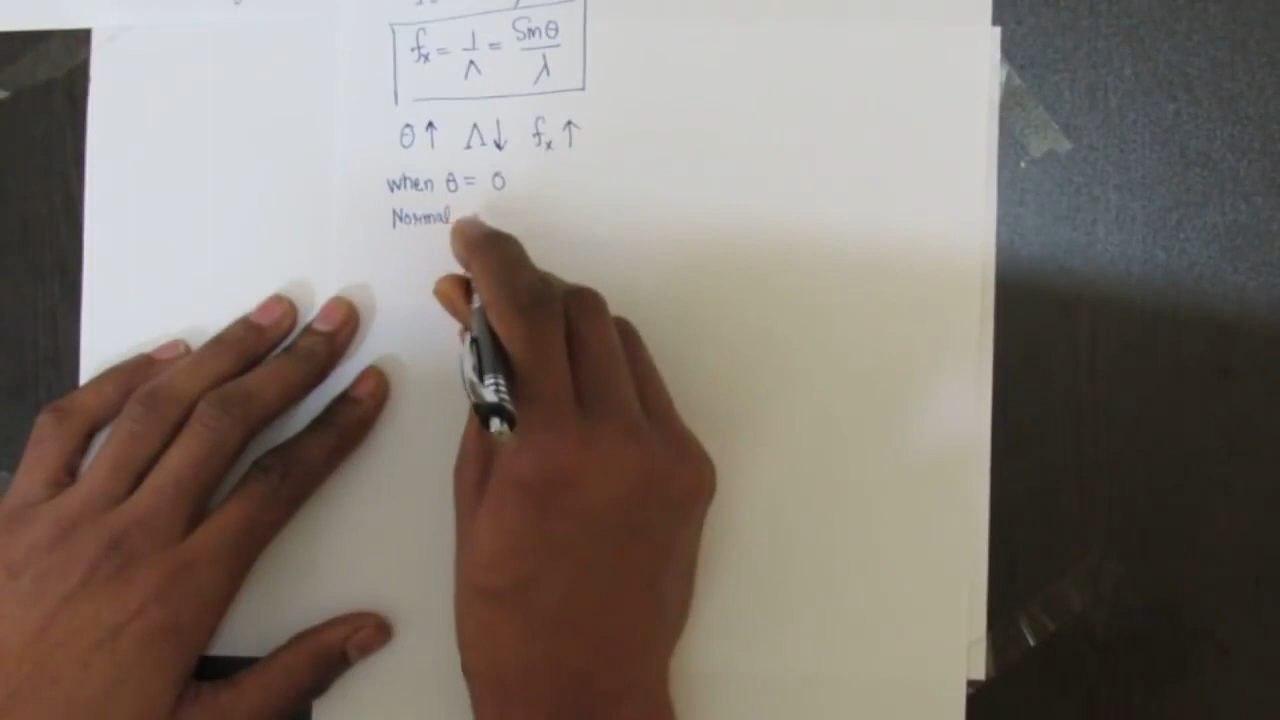 fx = 1/Λ = Sinθ/λ
θ↑ Λ↓ fx↑
when θ = 0
Normal